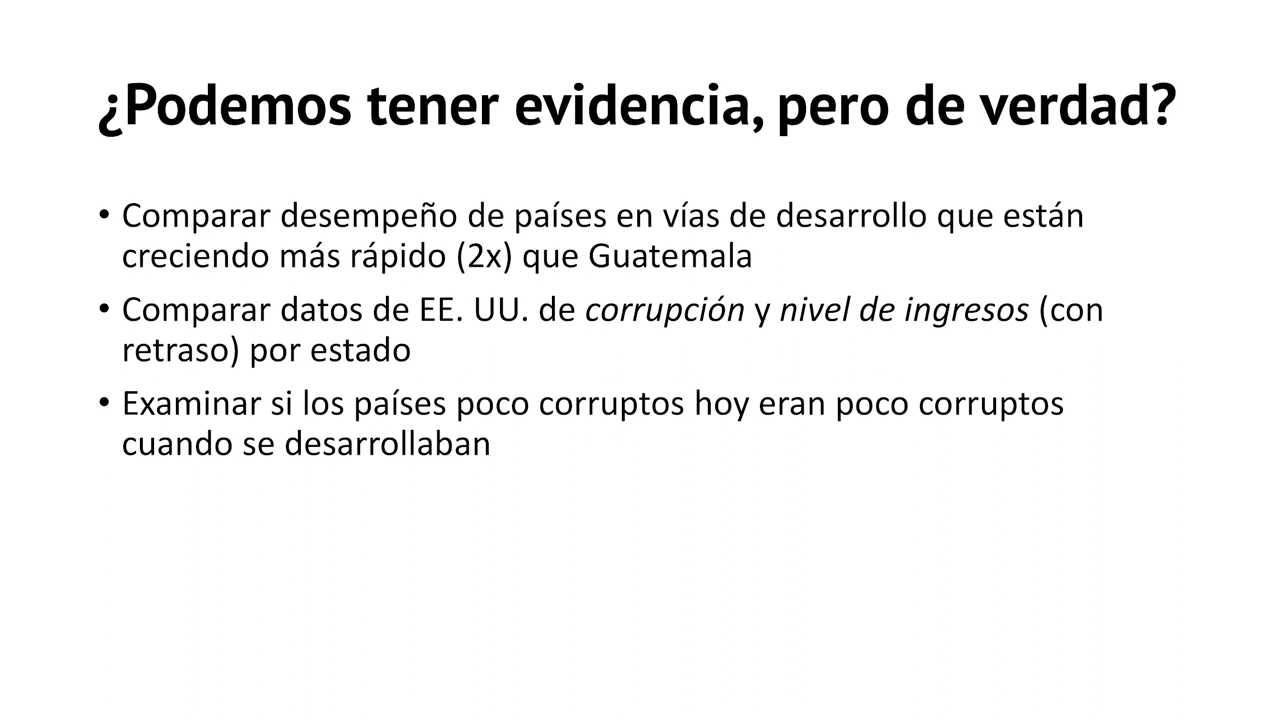 ¿Podemos tener evidencia, pero de verdad?
• Comparar desempeño de países en vías de desarrollo que están
creciendo más rápido (2x) que Guatemala
• Comparar datos de EE. UU. de corrupción y nivel de ingresos (con
retraso) por estado
• Examinar si los países poco corruptos hoy eran poco corruptos
cuando se desarrollaban